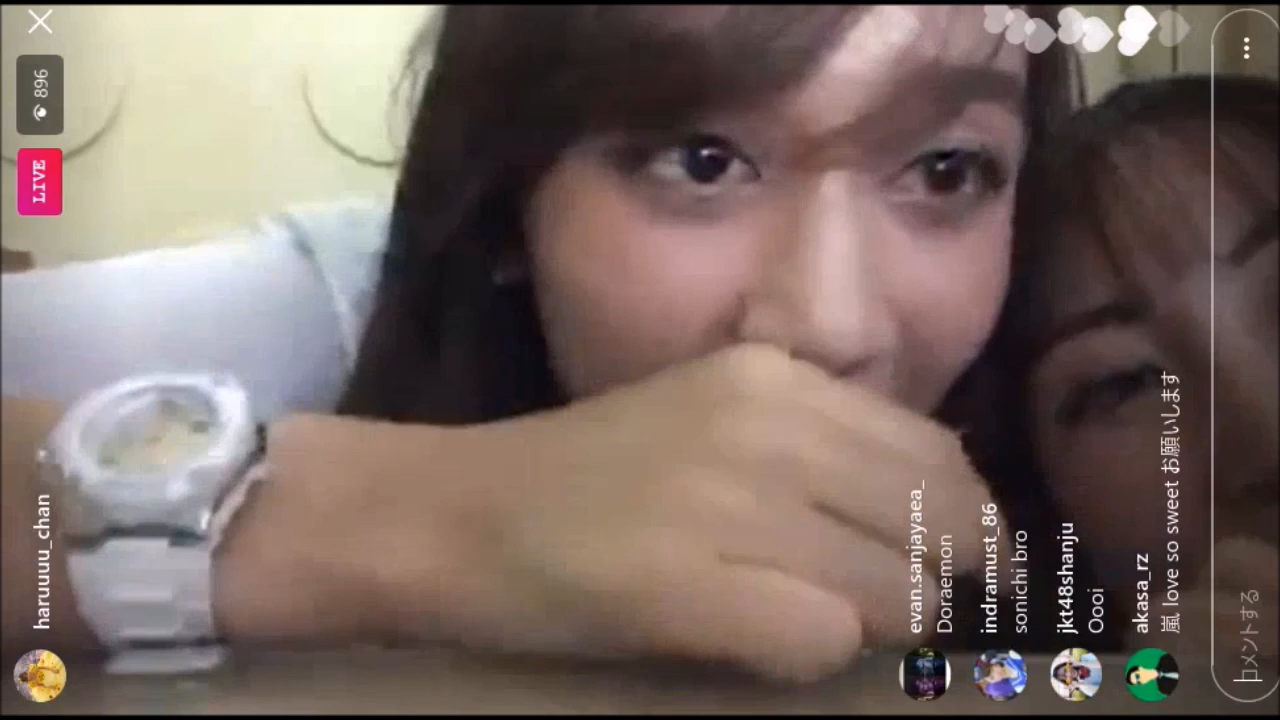 LIVE
896
haruuuu_chan
evan.sanjayaea_
Doraemon
indramust_86
sonichi bro
jkt48shanju
Oooi
akasa_rz
嵐 love so sweet お願いします
コメントする